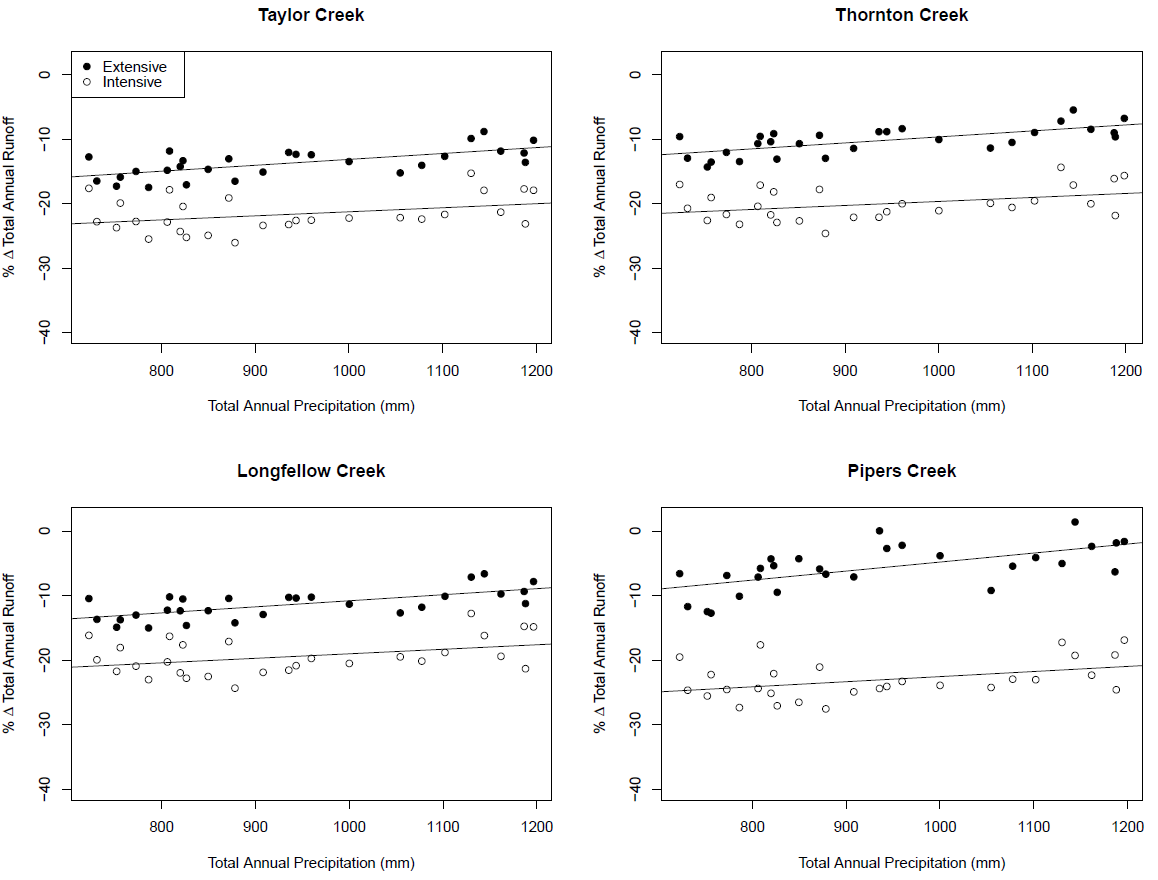 Taylor Creek
Extensive
Intensive
0
−10
−20
−30
−40
% Δ Total Annual Runoff
800 900 1000 1100 1200
Total Annual Precipitation (mm)
Thornton Creek
0
−10
−20
−30
−40
% Δ Total Annual Runoff
800 900 1000 1100 1200
Total Annual Precipitation (mm)
Longfellow Creek
0
−10
−20
−30
−40
% Δ Total Annual Runoff
800 900 1000 1100 1200
Total Annual Precipitation (mm)
Pipers Creek
0
−10
−20
−30
−40
% Δ Total Annual Runoff
800 900 1000 1100 1200
Total Annual Precipitation (mm)